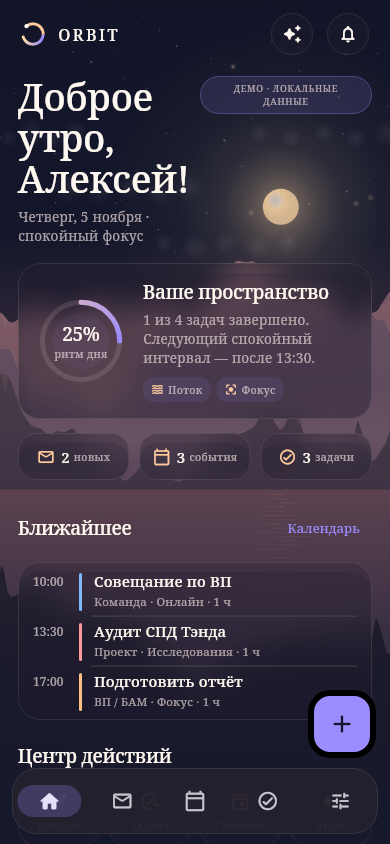 ORBIT
Доброе
утро,
Алексей!
ДЕМО · ЛОКАЛЬНЫЕ
ДАННЫЕ
Четверг, 5 ноября ·
спокойный фокус
Ваше пространство
25%
ритм дня
1 из 4 задач завершено.
Следующий спокойный
интервал — после 13:30.
Поток
Фокус
2 новых
3 события
3 задачи
Ближайшее
Календарь
10:00
Совещание по ВП
Команда · Онлайн · 1 ч
13:30
Аудит СПД Тэнда
Проект · Исследования · 1 ч
17:00
Подготовить отчёт
ВП / БАМ · Фокус · 1 ч
Центр действий